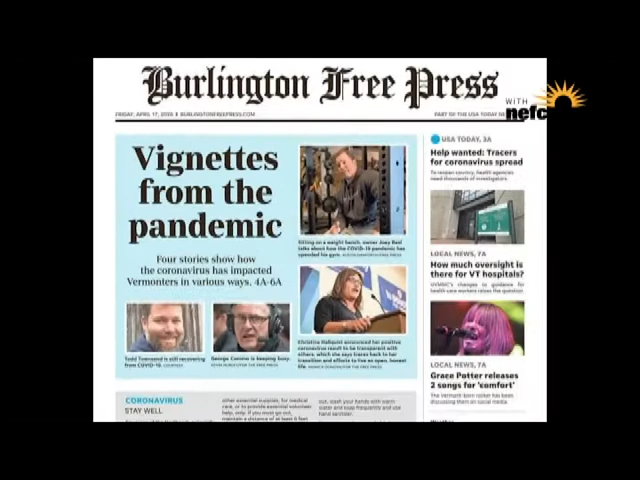 Burlington Free Press
WITH
nefc
FRIDAY, APRIL 17, 2020 | BURLINGTONFREEPRESS.COM
PART OF THE USA TODAY
Vignettes
from the
pandemic
Four stories show how
the coronavirus has impacted
Vermonters in various ways. 4A-6A
Sitting on a weight bench, owner Joey Reid
talks about how the COVID-19 pandemic has
upended his gym.
Todd Townsend is still recovering
from COVID-19. COURTESY
George Commo is keeping busy.
Christine Hallquist announced her positive
coronavirus result to be transparent with
others, which she says traces back to her
transition and efforts to live an open, honest
life.
USA TODAY, 3A
Help wanted: Tracers
for coronavirus spread
To reopen country, health agencies
need thousands of investigators.
LOCAL NEWS, 7A
How much oversight is
there for VT hospitals?
UVMMC's changes to guidance for
health care workers raises the question.
LOCAL NEWS, 7A
Grace Potter releases
2 songs for 'comfort'
The Vermont-born rocker has been
discussing them on social media
CORONAVIRUS
STAY WELL
other essential supplies, for medical
care, or to provide essential volunteer
help, only. If you must go out,
maintain a distance of at least 6 feet
out, wash your hands with warm
water and soap frequently and use
hand sanitizer.